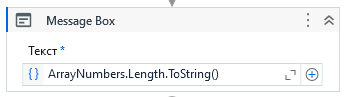 Message Box
Текст *
{ } ArrayNumbers.Length.ToString()